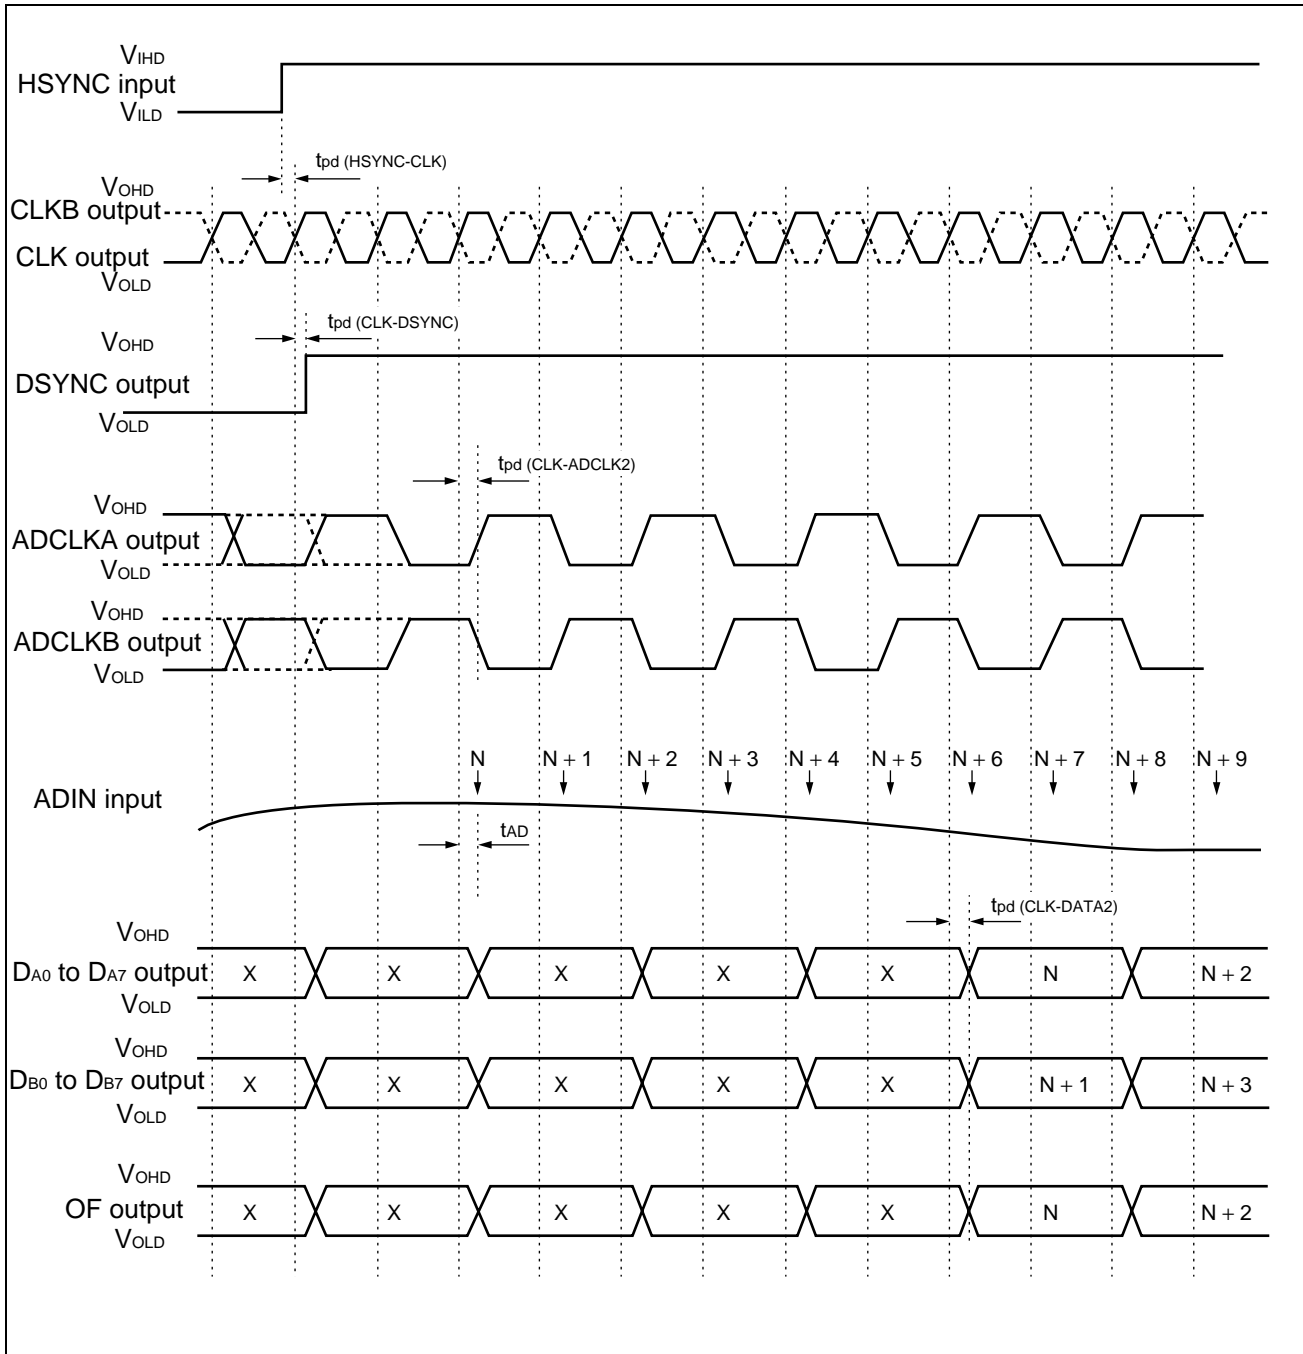 VIHD
HSYNC input
VILD
tpd (HSYNC-CLK)
VOHD
CLKB output
CLK output
VOLD
tpd (CLK-DSYNC)
VOHD
DSYNC output
VOLD
tpd (CLK-ADCLK2)
VOHD
ADCLKA output
VOLD
VOHD
ADCLKB output
VOLD
N N + 1 N + 2 N + 3 N + 4 N + 5 N + 6 N + 7 N + 8 N + 9
ADIN input
tAD
tpd (CLK-DATA2)
VOHD
DA0 to DA7 output X X X X X N N + 2
VOLD
VOHD
DB0 to DB7 output X X X X X N + 1 N + 3
VOLD
VOHD
OF output X X X X X N N + 2
VOLD